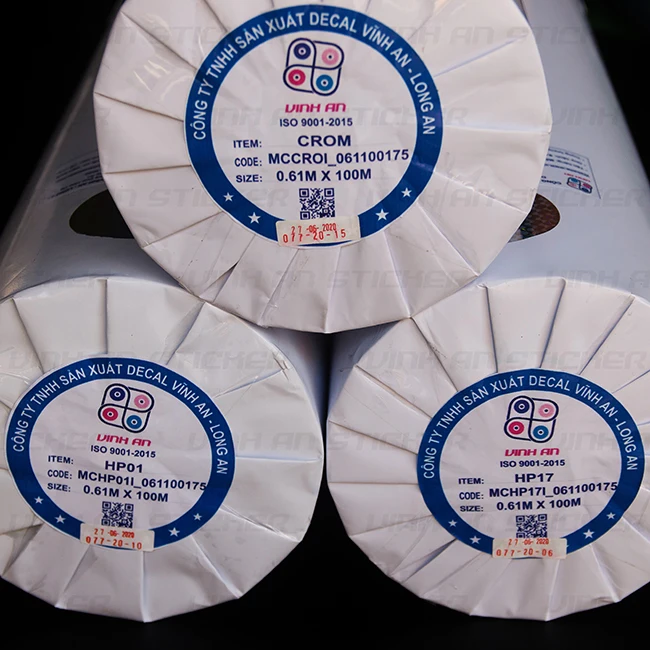 CÔNG TY TNHH SẢN XUẤT DECAL VĨNH AN - LONG AN
VINH AN
ISO 9001-2015
ITEM: CROM
CODE: MCCROI_061100175
SIZE: 0.61M X 100M
27-06-2020
077-20-15
CÔNG TY TNHH SẢN XUẤT DECAL VĨNH AN - LONG AN
VINH AN
ISO 9001-2015
ITEM: HP01
CODE: MCHP01I_061100175
SIZE: 0.61M X 100M
27-06-2020
077-20-10
CÔNG TY TNHH SẢN XUẤT DECAL VĨNH AN - LONG AN
VINH AN
ISO 9001-2015
ITEM: HP17
CODE: MCHP17I_061100175
SIZE: 0.61M X 100M
27-06-2020
077-20-06
VINH AN STICKER